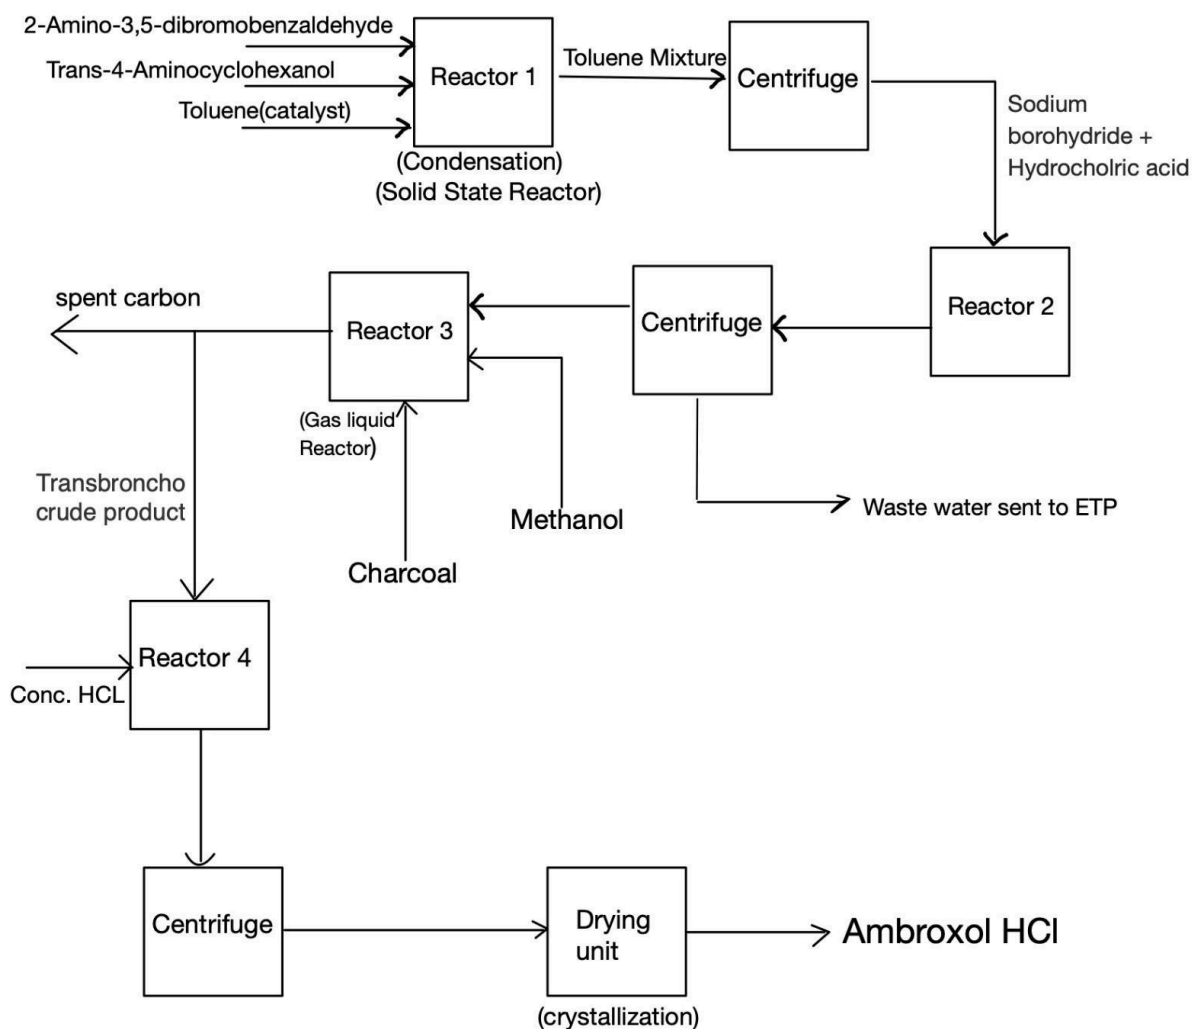 2-Amino-3,5-dibromobenzaldehyde
Trans-4-Aminocyclohexanol
Toluene(catalyst)
Reactor 1
(Condensation)
(Solid State Reactor)
Toluene Mixture
Centrifuge
Sodium
borohydride +
Hydrocholric acid
Reactor 2
Centrifuge
Waste water sent to ETP
Reactor 3
(Gas liquid
Reactor)
Methanol
Charcoal
spent carbon
Transbroncho
crude product
Reactor 4
Conc. HCL
Centrifuge
Drying
unit
(crystallization)
Ambroxol HCl